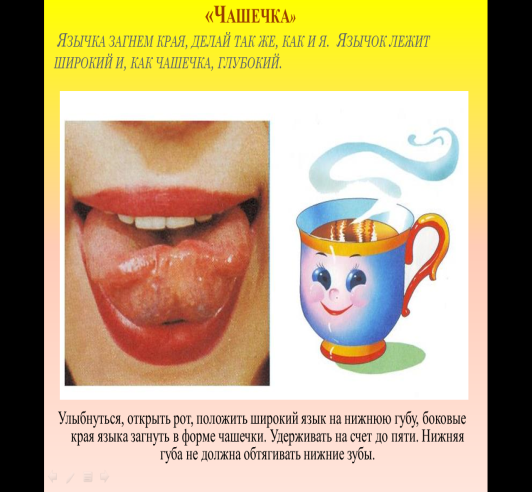 «Чашечка»
Язычка загнем края, делай так же, как и я. Язычок лежит
широкий и, как чашечка, глубокий.
Улыбнуться, открыть рот, положить широкий язык на нижнюю губу, боковые
края языка загнуть в форме чашечки. Удерживать на счет до пяти. Нижняя
губа не должна обтягивать нижние зубы.